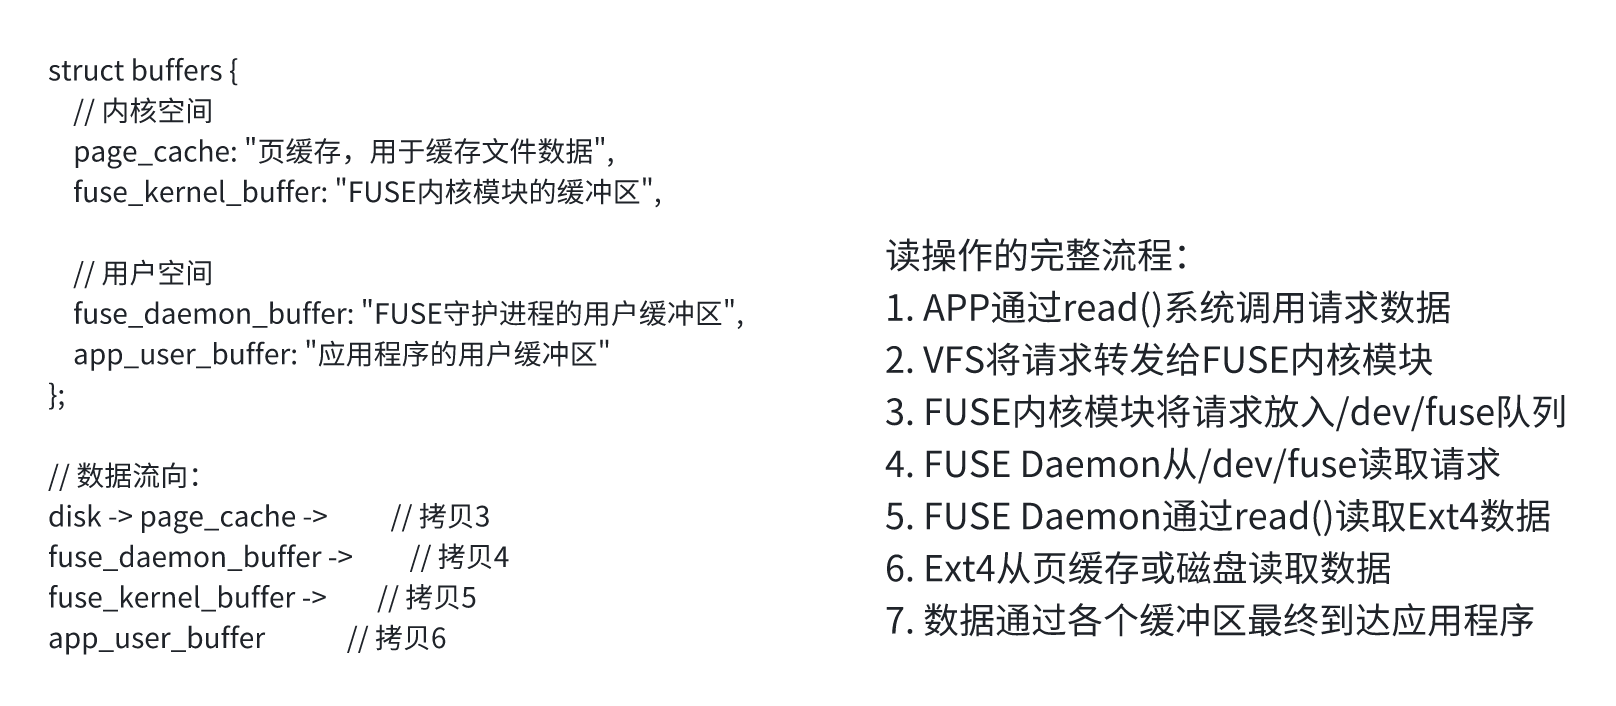 struct buffers {
// 内核空间
page_cache: "页缓存，用于缓存文件数据",
fuse_kernel_buffer: "FUSE内核模块的缓冲区",
// 用户空间
fuse_daemon_buffer: "FUSE守护进程的用户缓冲区",
app_user_buffer: "应用程序的用户缓冲区"
};
// 数据流向：
disk -> page_cache -> // 拷贝3
fuse_daemon_buffer -> // 拷贝4
fuse_kernel_buffer -> // 拷贝5
app_user_buffer // 拷贝6
读操作的完整流程：
1. APP通过read()系统调用请求数据
2. VFS将请求转发给FUSE内核模块
3. FUSE内核模块将请求放入/dev/fuse队列
4. FUSE Daemon从/dev/fuse读取请求
5. FUSE Daemon通过read()读取Ext4数据
6. Ext4从页缓存或磁盘读取数据
7. 数据通过各个缓冲区最终到达应用程序